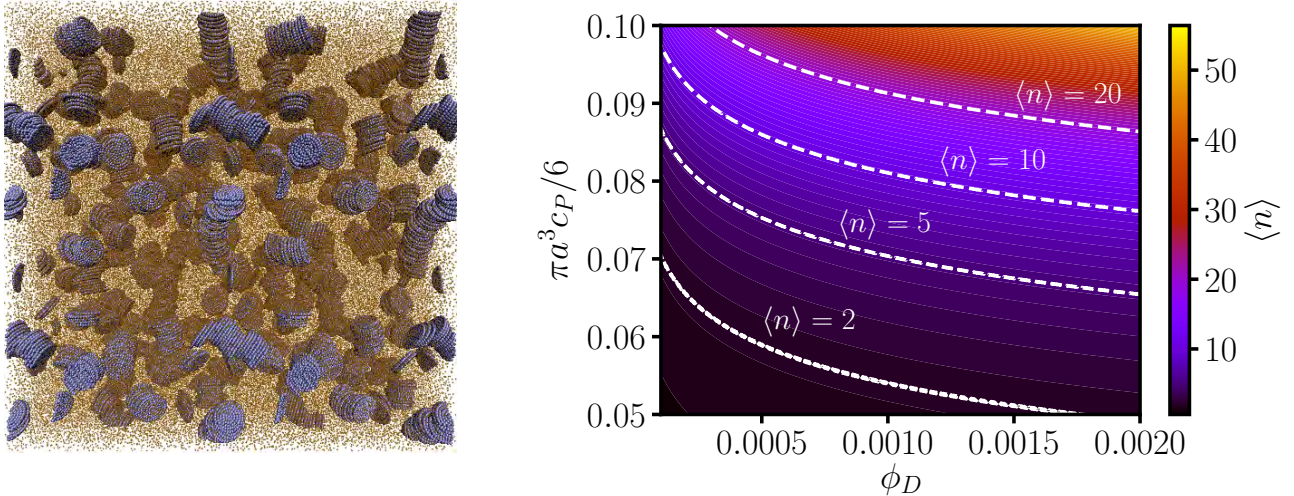 0.10
0.09
0.08
0.07
0.06
0.05
πa³c_P/6
⟨n⟩ = 20
⟨n⟩ = 10
⟨n⟩ = 5
⟨n⟩ = 2
0.0005 0.0010 0.0015 0.0020
ϕ_D
50
40
30
20
10
⟨n⟩